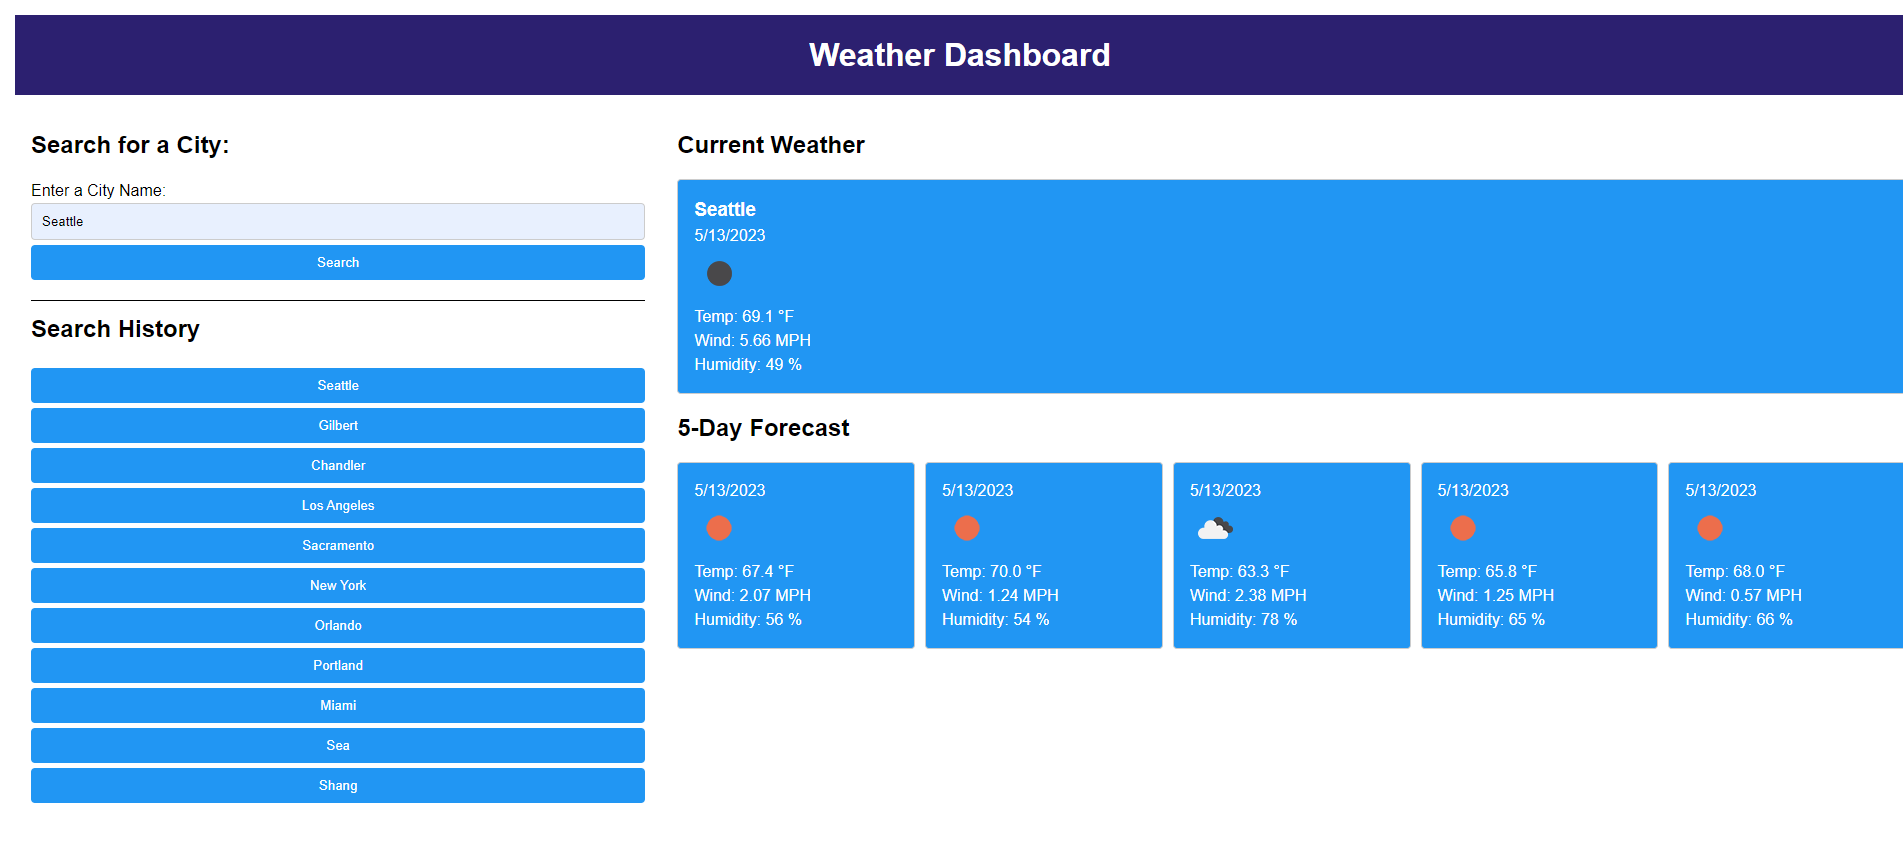 Weather Dashboard
Search for a City:
Enter a City Name:
Seattle
Search
Search History
Seattle
Gilbert
Chandler
Los Angeles
Sacramento
New York
Orlando
Portland
Miami
Sea
Shang
Current Weather
Seattle
5/13/2023
Temp: 69.1 °F
Wind: 5.66 MPH
Humidity: 49 %
5-Day Forecast
5/13/2023
Temp: 67.4 °F
Wind: 2.07 MPH
Humidity: 56 %
5/13/2023
Temp: 70.0 °F
Wind: 1.24 MPH
Humidity: 54 %
5/13/2023
Temp: 63.3 °F
Wind: 2.38 MPH
Humidity: 78 %
5/13/2023
Temp: 65.8 °F
Wind: 1.25 MPH
Humidity: 65 %
5/13/2023
Temp: 68.0 °F
Wind: 0.57 MPH
Humidity: 66 %